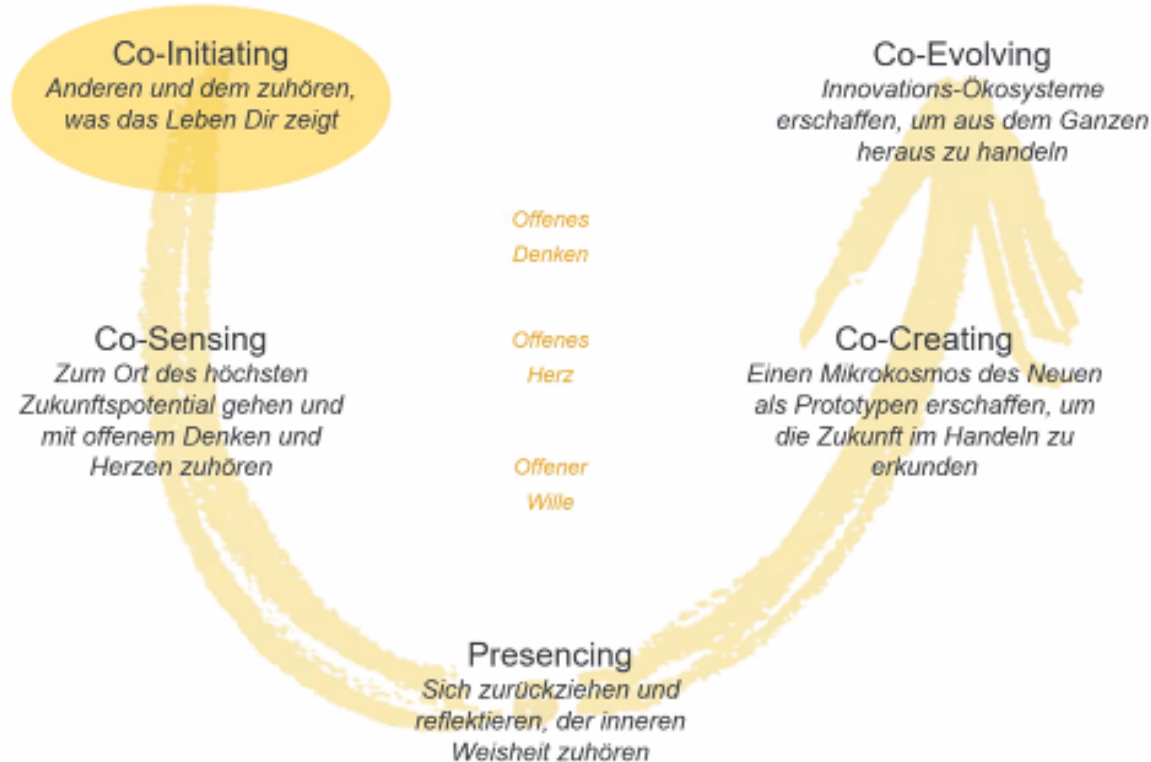 Co-Initiating
Anderen und dem zuhören,
was das Leben Dir zeigt
Co-Evolving
Innovations-Ökosysteme
erschaffen, um aus dem Ganzen
heraus zu handeln
Offenes
Denken
Co-Sensing
Zum Ort des höchsten
Zukunftspotential gehen und
mit offenem Denken und
Herzen zuhören
Offenes
Herz
Co-Creating
Einen Mikrokosmos des Neuen
als Prototypen erschaffen, um
die Zukunft im Handeln zu
erkunden
Offener
Wille
Presencing
Sich zurückziehen und
reflektieren, der inneren
Weisheit zuhören